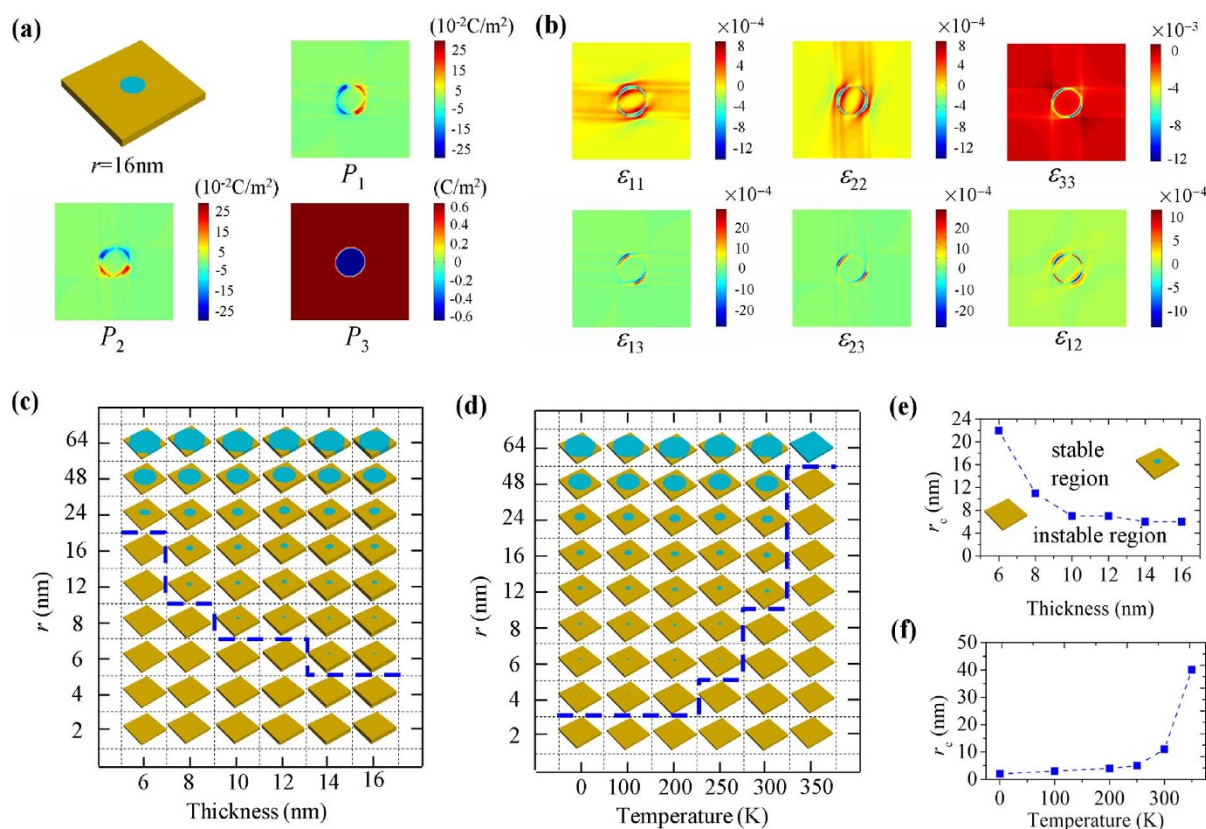 (a)
r=16nm
(10⁻²C/m²)
25
15
5
-5
-15
-25
P₁
(10⁻²C/m²)
25
15
5
-5
-15
-25
P₂
(C/m²)
0.6
0.4
0.2
0
0.2
0.4
-0.6
P₃
(b)
×10⁻⁴
8
4
0
-4
-8
-12
ε₁₁
×10⁻⁴
8
4
0
-4
-8
-12
ε₂₂
×10⁻³
0
-4
-8
-12
ε₃₃
×10⁻⁴
20
10
0
-10
-20
ε₁₃
×10⁻⁴
20
10
0
-10
-20
ε₂₃
×10⁻⁴
10
5
0
-5
-10
ε₁₂
(c)
r (nm)
64
48
24
16
12
8
6
4
2
6 8 10 12 14 16
Thickness (nm)
(d)
r (nm)
64
48
24
16
12
8
6
4
2
0 100 200 250 300 350
Temperature (K)
(e)
r_c (nm)
24
20
16
12
8
4
0
stable
region
instable region
6 8 10 12 14 16
Thickness (nm)
(f)
r_c (nm)
50
40
30
20
10
0
0 100 200 300
Temperature (K)